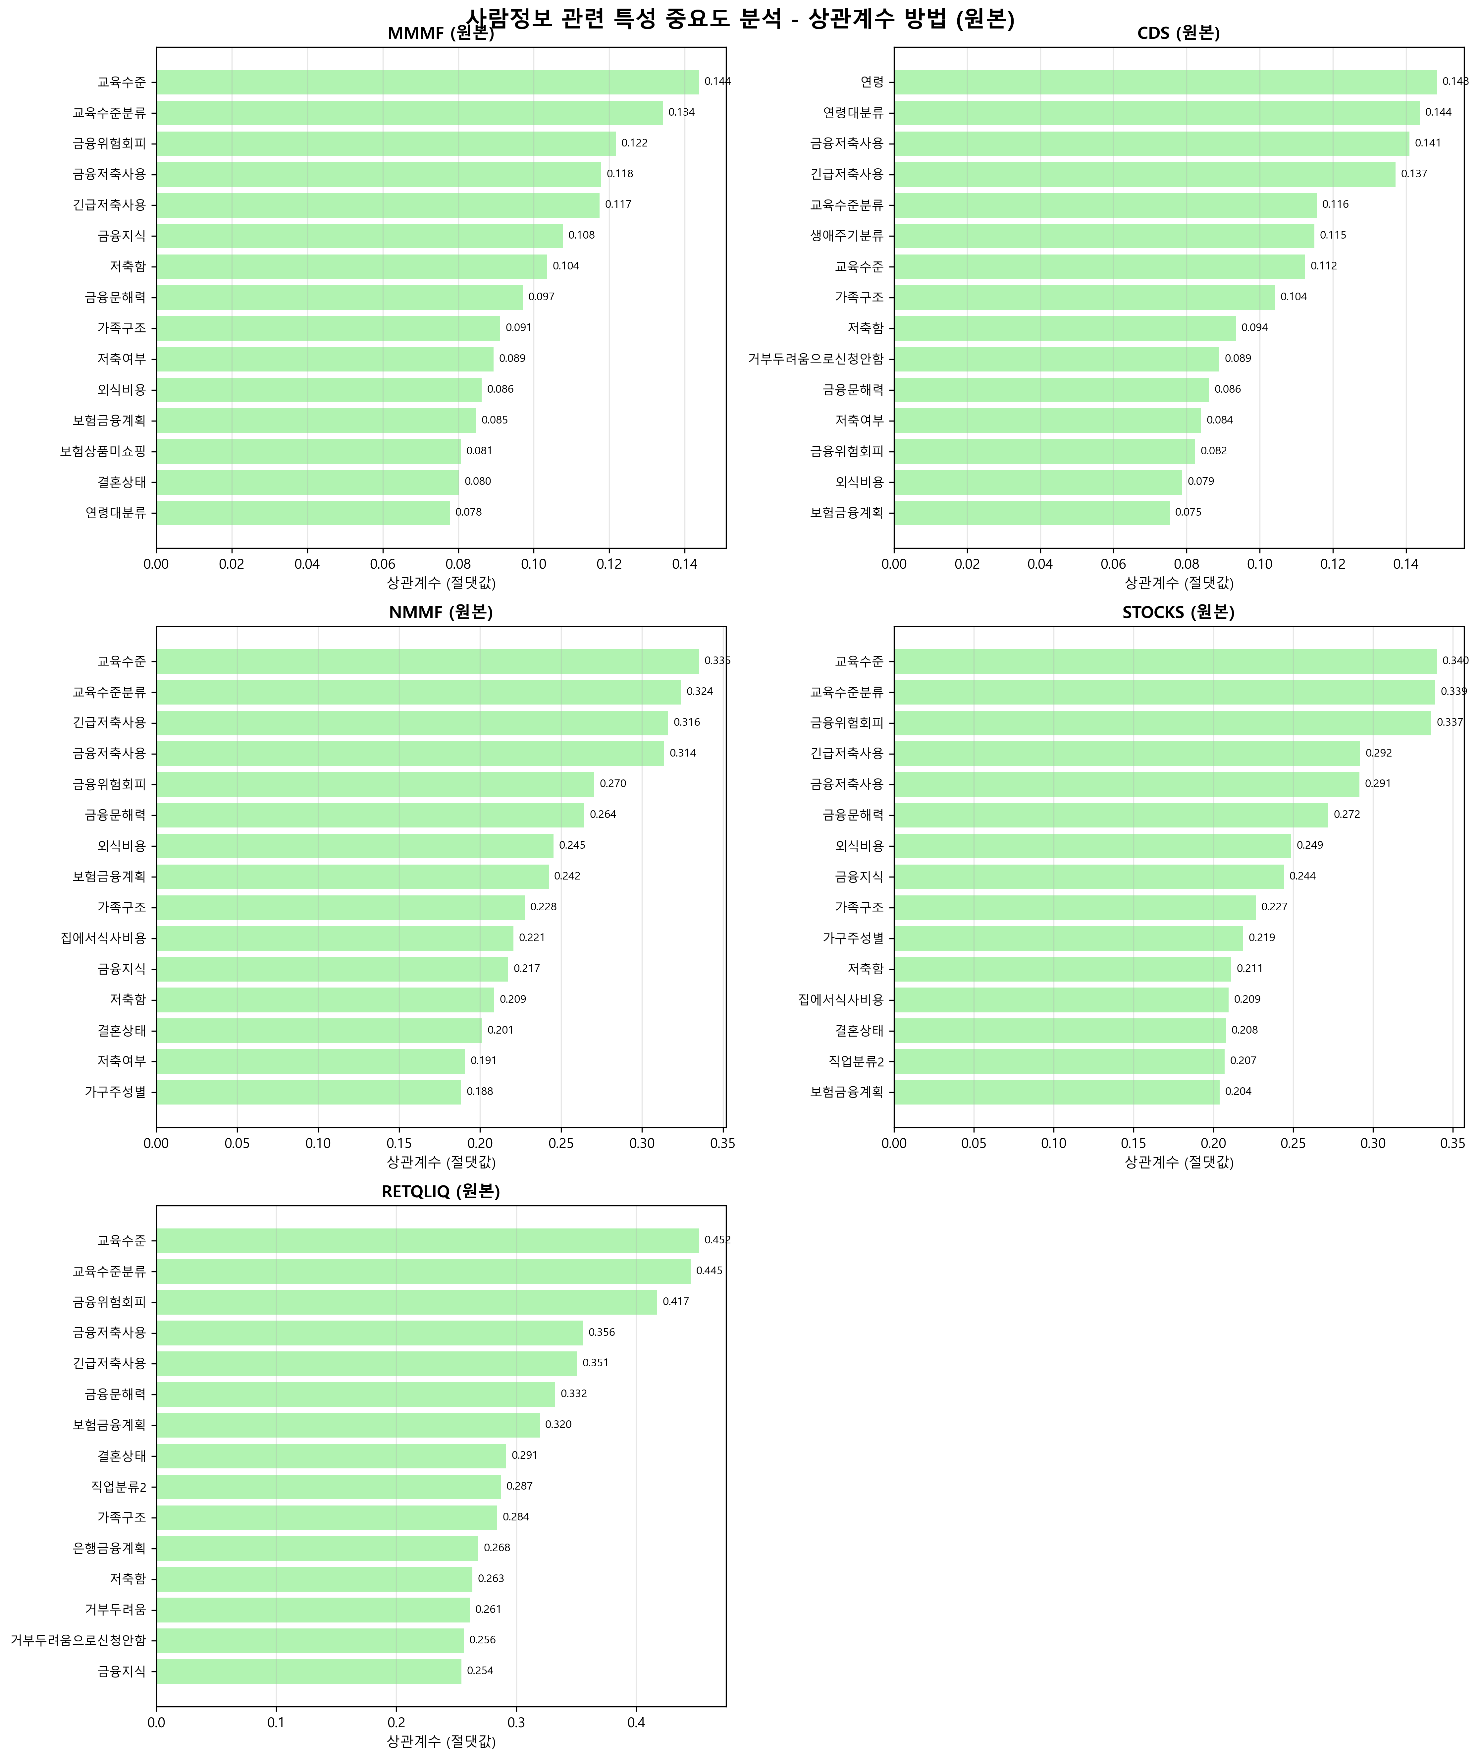 사람정보 관련 특성 중요도 분석 - 상관계수 방법 (원본)
MMMF (원본)
교육수준 0.144
교육수준분류 0.134
금융위험회피 0.122
금융저축사용 0.118
긴급저축사용 0.117
금융지식 0.108
저축함 0.104
금융문해력 0.097
가족구조 0.091
저축여부 0.089
외식비용 0.086
보험금융계획 0.085
보험상품미쇼핑 0.081
결혼상태 0.080
연령대분류 0.078
0.00 0.02 0.04 0.06 0.08 0.10 0.12 0.14
상관계수 (절댓값)
CDS (원본)
연령 0.148
연령대분류 0.144
금융저축사용 0.141
긴급저축사용 0.137
교육수준분류 0.116
생애주기분류 0.115
교육수준 0.112
가족구조 0.104
저축함 0.094
거부두려움으로신청안함 0.089
금융문해력 0.086
저축여부 0.084
금융위험회피 0.082
외식비용 0.079
보험금융계획 0.075
0.00 0.02 0.04 0.06 0.08 0.10 0.12 0.14
상관계수 (절댓값)
NMMF (원본)
교육수준 0.335
교육수준분류 0.324
긴급저축사용 0.316
금융저축사용 0.314
금융위험회피 0.270
금융문해력 0.264
외식비용 0.245
보험금융계획 0.242
가족구조 0.228
집에서식사비용 0.221
금융지식 0.217
저축함 0.209
결혼상태 0.201
저축여부 0.191
가구주성별 0.188
0.00 0.05 0.10 0.15 0.20 0.25 0.30 0.35
상관계수 (절댓값)
STOCKS (원본)
교육수준 0.340
교육수준분류 0.339
금융위험회피 0.337
긴급저축사용 0.292
금융저축사용 0.291
금융문해력 0.272
외식비용 0.249
금융지식 0.244
가족구조 0.227
가구주성별 0.219
저축함 0.211
집에서식사비용 0.209
결혼상태 0.208
직업분류2 0.207
보험금융계획 0.204
0.00 0.05 0.10 0.15 0.20 0.25 0.30 0.35
상관계수 (절댓값)
RETQLIQ (원본)
교육수준 0.452
교육수준분류 0.445
금융위험회피 0.417
금융저축사용 0.356
긴급저축사용 0.351
금융문해력 0.332
보험금융계획 0.320
결혼상태 0.291
직업분류2 0.287
가족구조 0.284
은행금융계획 0.268
저축함 0.263
거부두려움 0.261
거부두려움으로신청안함 0.256
금융지식 0.254
0.0 0.1 0.2 0.3 0.4
상관계수 (절댓값)